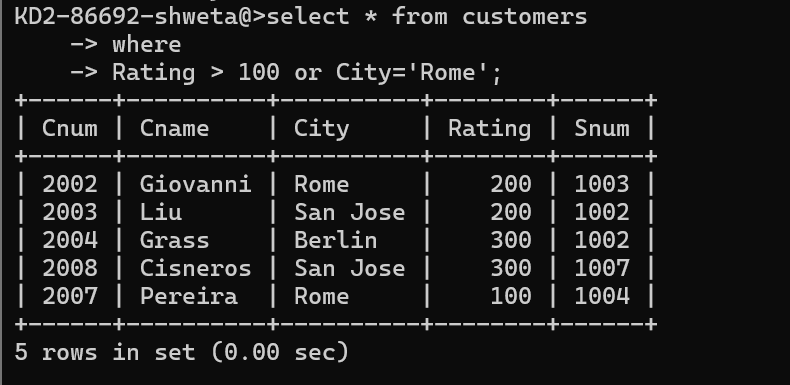 KD2-86692-shweta@>select * from customers
    -> where
    -> Rating > 100 or City='Rome';
+------+----------+----------+--------+------+
| Cnum | Cname    | City     | Rating | Snum |
+------+----------+----------+--------+------+
| 2002 | Giovanni | Rome     |    200 | 1003 |
| 2003 | Liu      | San Jose |    200 | 1002 |
| 2004 | Grass    | Berlin   |    300 | 1002 |
| 2008 | Cisneros | San Jose |    300 | 1007 |
| 2007 | Pereira  | Rome     |    100 | 1004 |
+------+----------+----------+--------+------+
5 rows in set (0.00 sec)